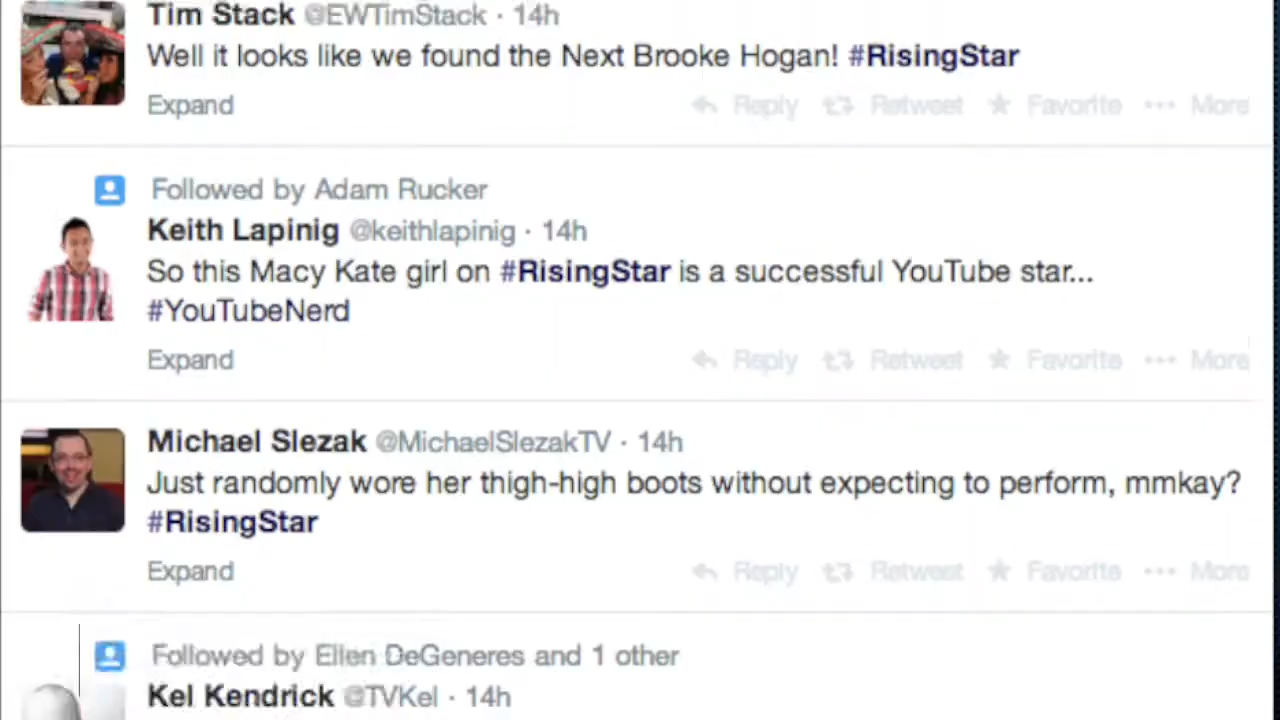 Tim Stack @EWTimStack · 14h
Well it looks like we found the Next Brooke Hogan! #RisingStar
Expand Reply Retweet Favorite More
Followed by Adam Rucker
Keith Lapinig @keithlapinig · 14h
So this Macy Kate girl on #RisingStar is a successful YouTube star...
#YouTubeNerd
Expand Reply Retweet Favorite More
Michael Slezak @MichaelSlezakTV · 14h
Just randomly wore her thigh-high boots without expecting to perform, mmkay?
#RisingStar
Expand Reply Retweet Favorite More
Followed by Ellen DeGeneres and 1 other
Kel Kendrick @TVKel · 14h